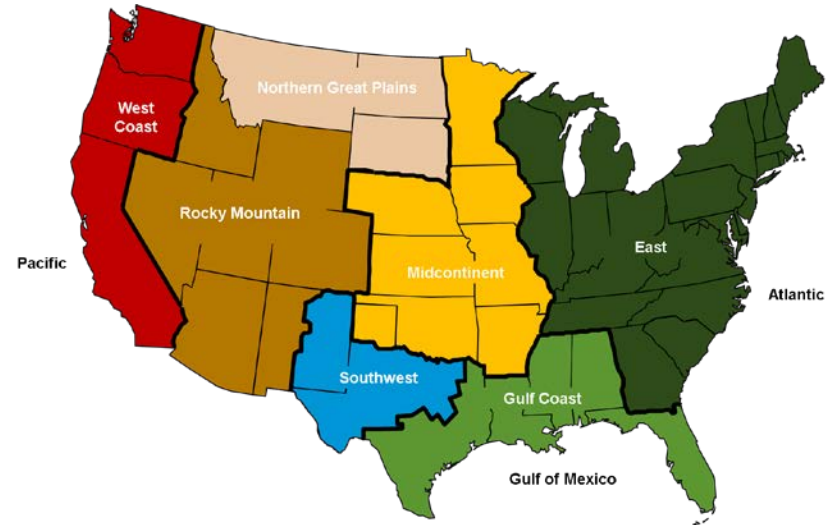 Northern Great Plains
West
Coast
Rocky Mountain
East
Pacific
Midcontinent
Atlantic
Southwest
Gulf Coast
Gulf of Mexico